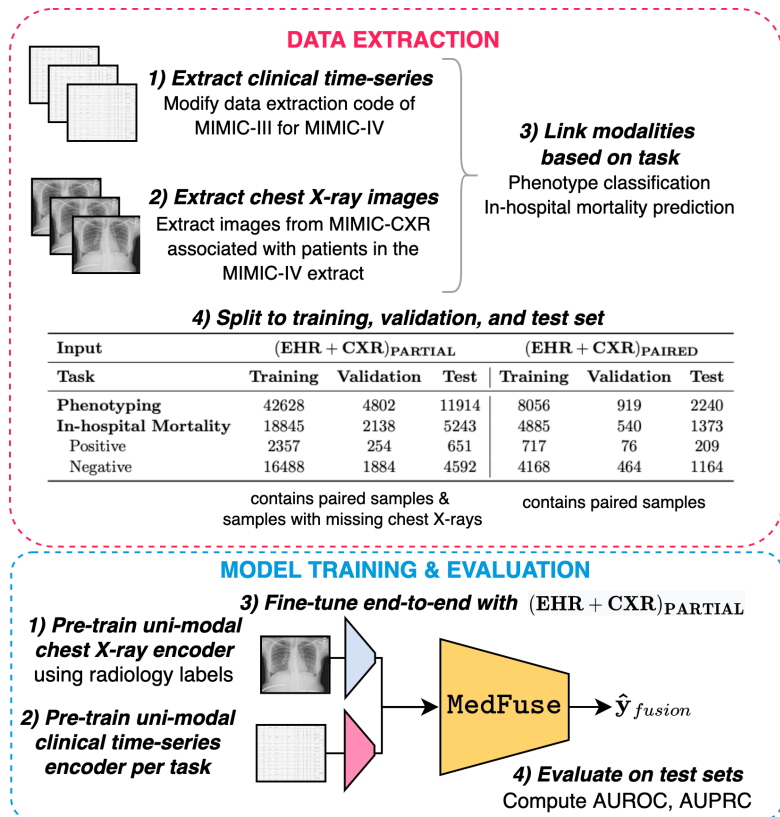 DATA EXTRACTION
1) Extract clinical time-series
Modify data extraction code of
MIMIC-III for MIMIC-IV
2) Extract chest X-ray images
Extract images from MIMIC-CXR
associated with patients in the
MIMIC-IV extract
3) Link modalities
based on task
Phenotype classification
In-hospital mortality prediction
4) Split to training, validation, and test set
Input (EHR + CXR)PARTIAL (EHR + CXR)PAIRED
Task Training Validation Test Training Validation Test
Phenotyping 42628 4802 11914 8056 919 2240
In-hospital Mortality 18845 2138 5243 4885 540 1373
Positive 2357 254 651 717 76 209
Negative 16488 1884 4592 4168 464 1164
contains paired samples &
samples with missing chest X-rays
contains paired samples
MODEL TRAINING & EVALUATION
3) Fine-tune end-to-end with (EHR + CXR)PARTIAL
1) Pre-train uni-modal
chest X-ray encoder
using radiology labels
2) Pre-train uni-modal
clinical time-series
encoder per task
MedFuse
ŷ fusion
4) Evaluate on test sets
Compute AUROC, AUPRC